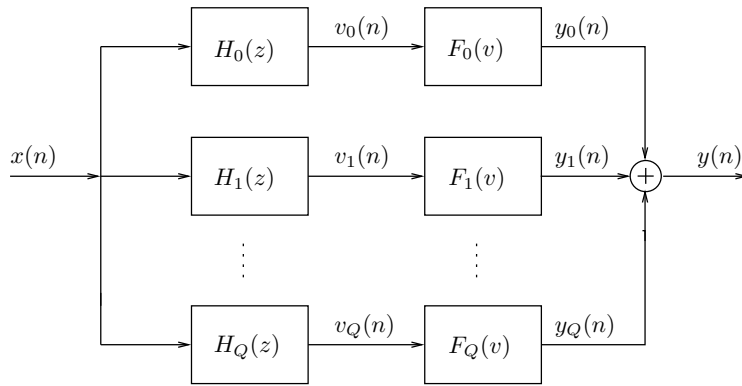 H_0(z) v_0(n) F_0(v) y_0(n)
x(n) H_1(z) v_1(n) F_1(v) y_1(n) + y(n)
H_Q(z) v_Q(n) F_Q(v) y_Q(n)